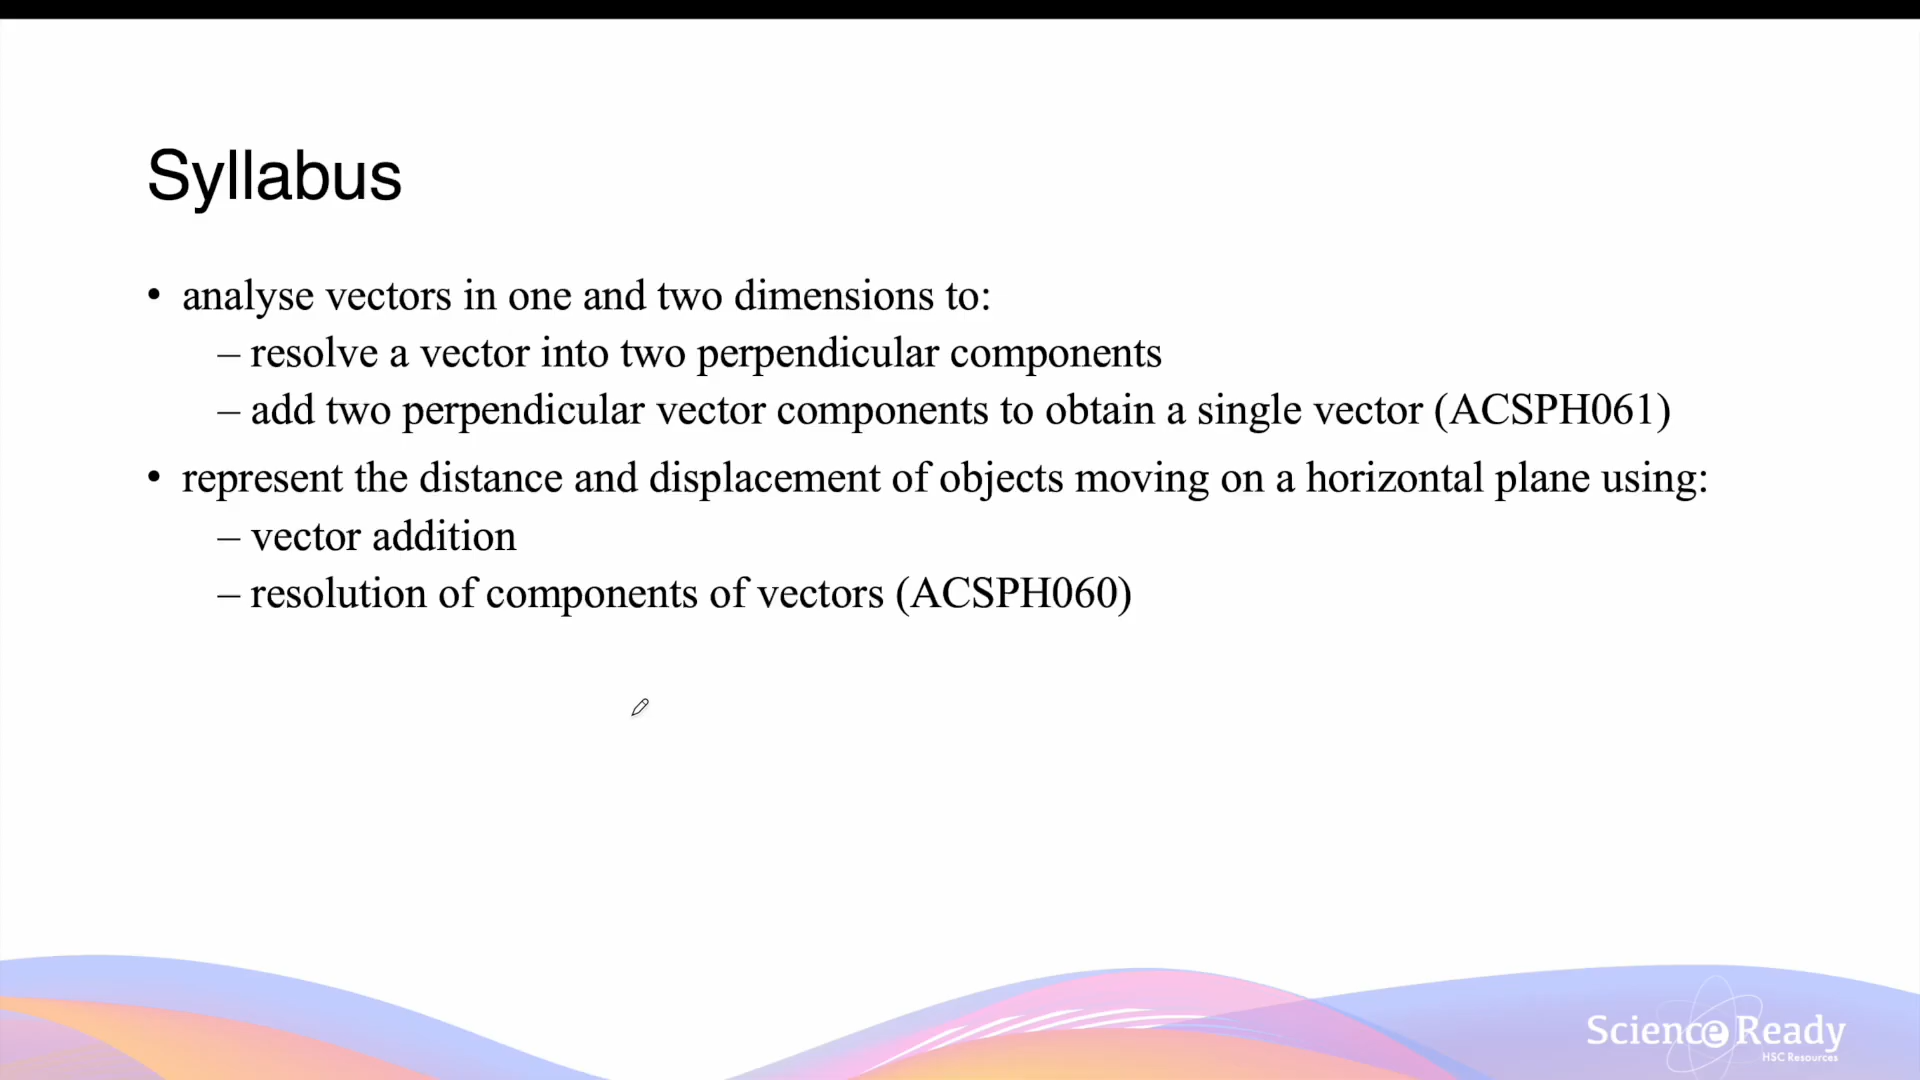 Syllabus
• analyse vectors in one and two dimensions to:
– resolve a vector into two perpendicular components
– add two perpendicular vector components to obtain a single vector (ACSPH061)
• represent the distance and displacement of objects moving on a horizontal plane using:
– vector addition
– resolution of components of vectors (ACSPH060)
Science Ready
HSC Resources